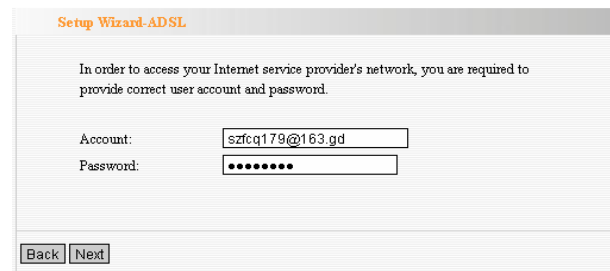 Setup Wizard-ADSL
In order to access your Internet service provider's network, you are required to
provide correct user account and password.
Account: szfcq179@163.gd
Password: ●●●●●●●●
Back Next